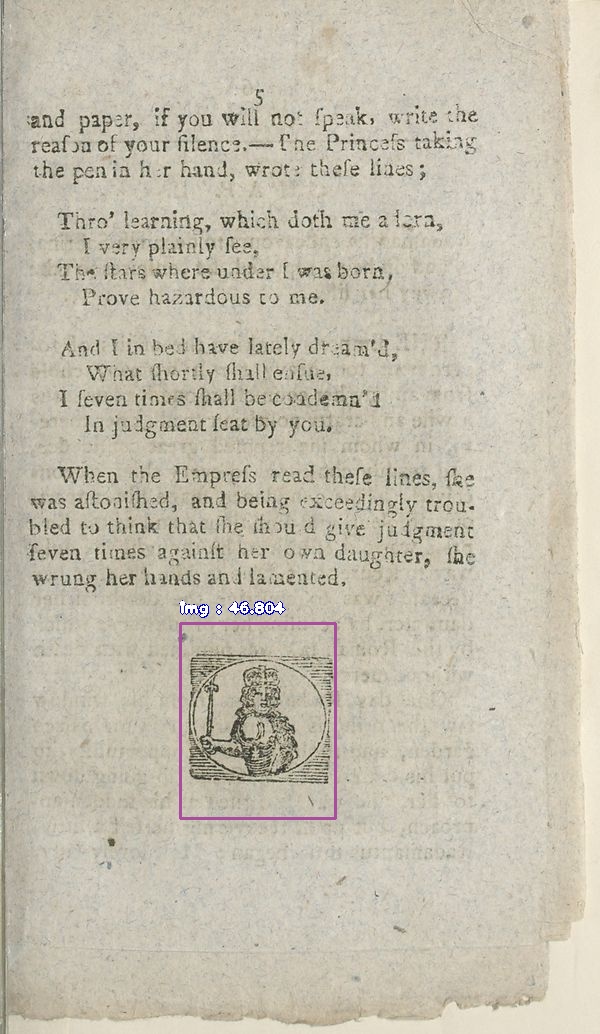 5
and paper, if you will not ſpeak, write the
reaſon of your ſilence.—The Princeſs taking
the pen in her hand, wrote theſe lines;
Thro' learning, which doth me adorn,
I very plainly ſee,
The ſtars where under I was born,
Prove hazardous to me.
And I in bed have lately dream'd,
What ſhortly ſhall enſue,
I ſeven times ſhall be condemn'd
In judgment ſeat by you.
When the Empreſs read theſe lines, ſhe
was aſtoniſhed, and being exceedingly trou-
bled to think that ſhe ſhould give judgment
ſeven times againſt her own daughter, ſhe
wrung her hands and lamented.
img : 46.804